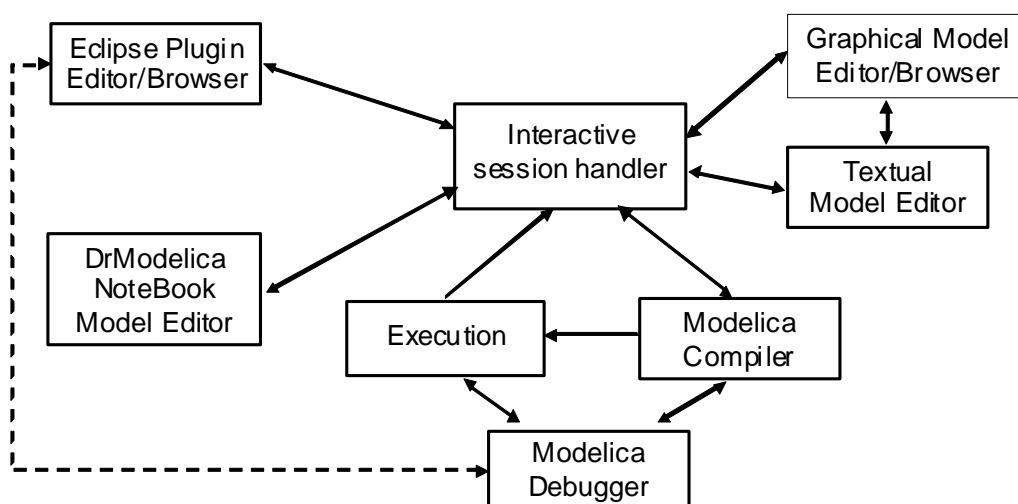 Eclipse Plugin
Editor/Browser
Graphical Model
Editor/Browser
Interactive
session handler
Textual
Model Editor
DrModelica
NoteBook
Model Editor
Execution
Modelica
Compiler
Modelica
Debugger